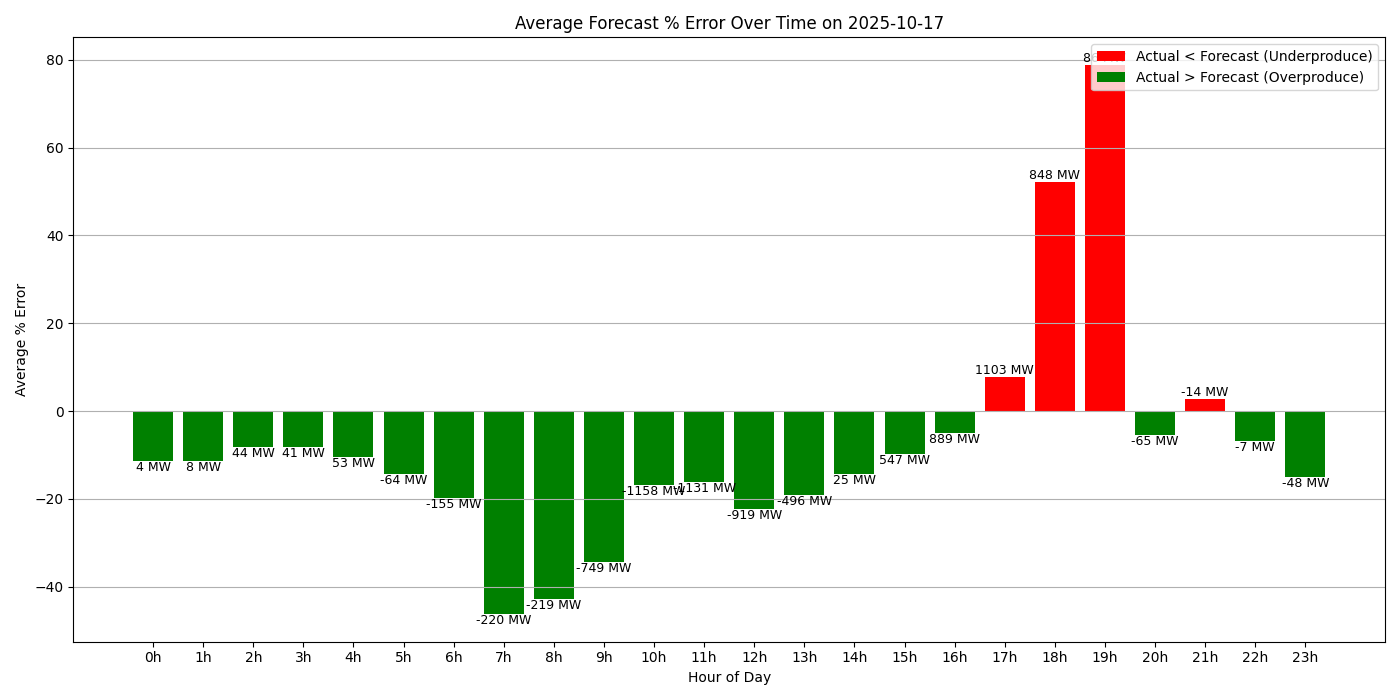 Average Forecast % Error Over Time on 2025-10-17
Actual < Forecast (Underproduce)
Actual > Forecast (Overproduce)
Average % Error
80
60
40
20
0
−20
−40
4 MW
8 MW
44 MW
41 MW
53 MW
-64 MW
-155 MW
-220 MW
-219 MW
-749 MW
-1158 MW
-1131 MW
-919 MW
-496 MW
25 MW
547 MW
889 MW
1103 MW
848 MW
-65 MW
-14 MW
-7 MW
-48 MW
0h 1h 2h 3h 4h 5h 6h 7h 8h 9h 10h 11h 12h 13h 14h 15h 16h 17h 18h 19h 20h 21h 22h 23h
Hour of Day